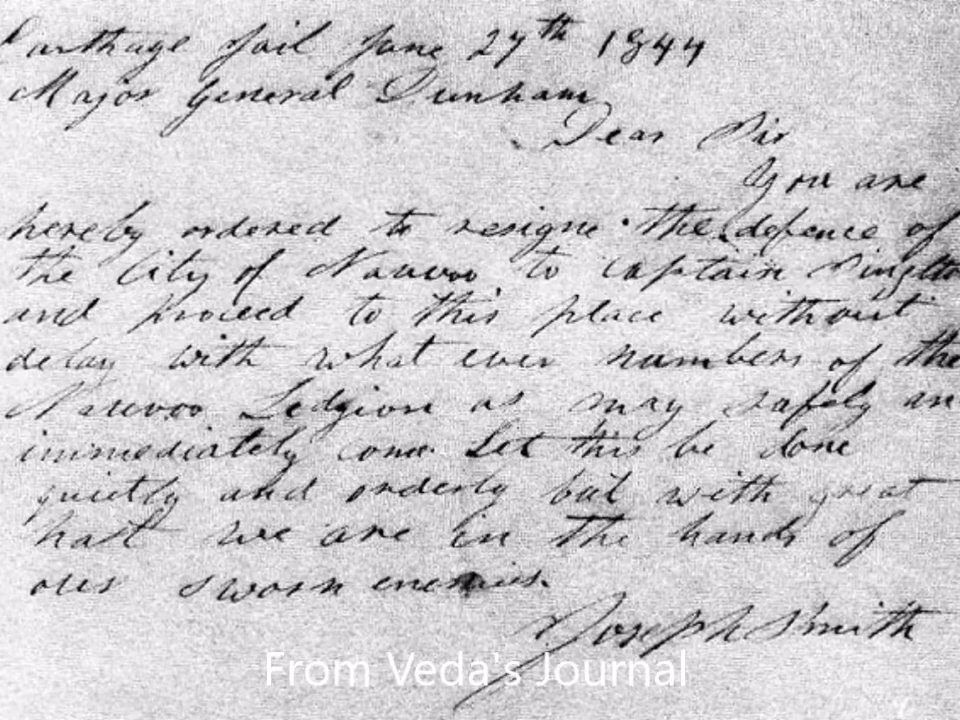 Carthage Jail June 27th 1844
Major General Dunham
Dear Sir
You are
hereby ordered to resigne the defence of
the City of Nauvoo to Captain Singleton
and proceed to this place without
delay with what ever numbers of the
Nauvoo Ledgion as may safely an
immediately come. Let this be done
quietly and orderly but with great
hast we are in the hands of
our sworn enemies.
Joseph Smith
From Veda's Journal